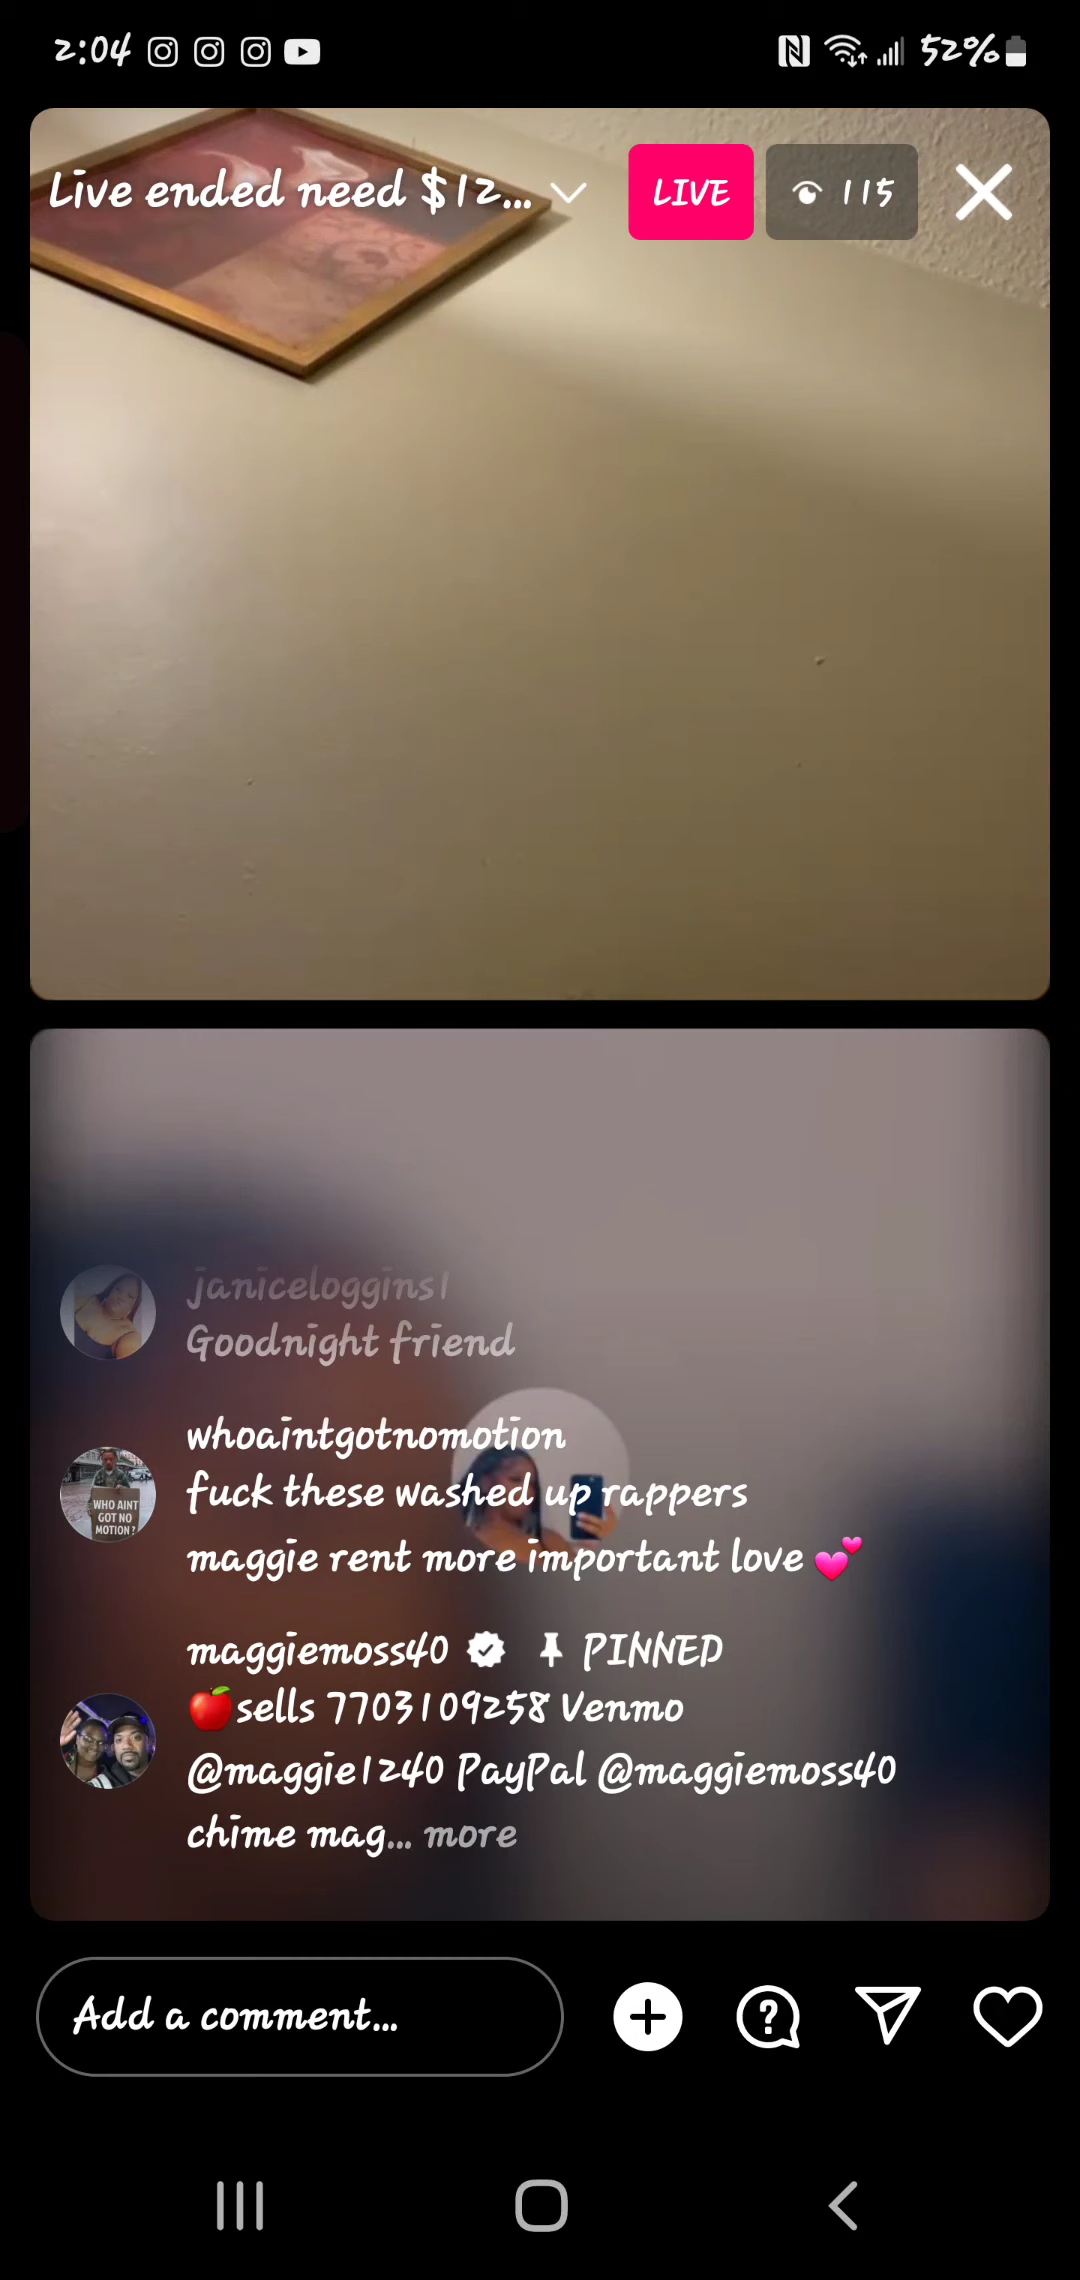 2:04
52%
Live ended need $12...
LIVE
115
janiceloggins1
Goodnight friend
whoaintgotnomotion
fuck these washed up rappers
maggie rent more important love 💕
WHO AINT
GOT NO
MOTION?
maggiemoss40 PINNED
🍎sells 7703109258 Venmo
@maggie1240 PayPal @maggiemoss40
chime mag... more
Add a comment...